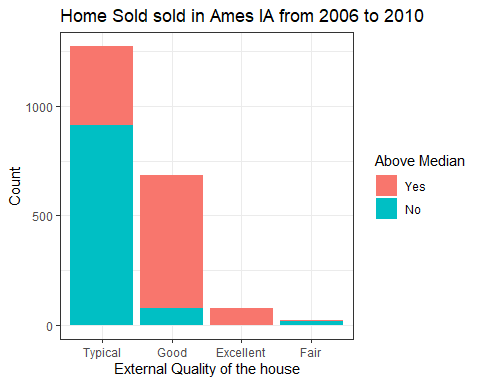 Home Sold sold in Ames IA from 2006 to 2010
Count
1000
500
0
Typical Good Excellent Fair
External Quality of the house
Above Median
Yes
No